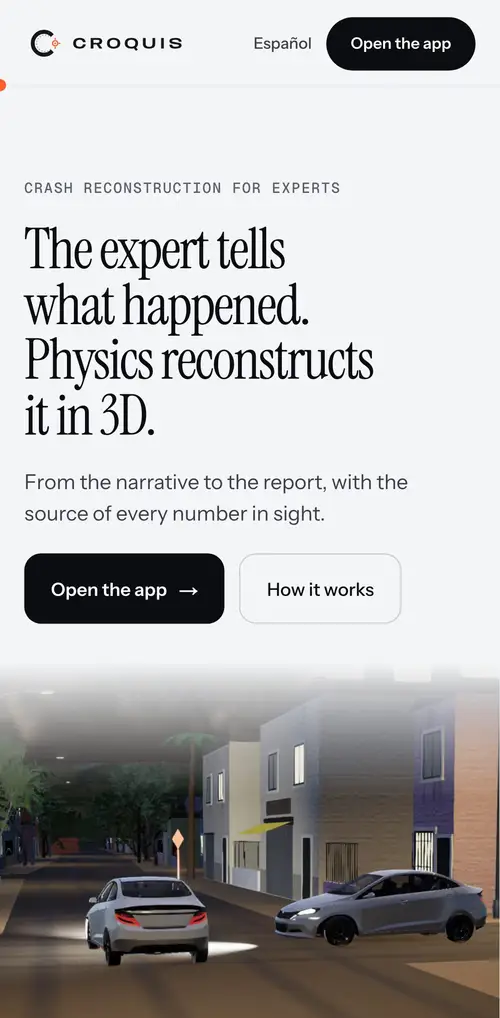 CROQUIS
Español
Open the app
CRASH RECONSTRUCTION FOR EXPERTS
The expert tells
what happened.
Physics reconstructs
it in 3D.
From the narrative to the report, with the
source of every number in sight.
Open the app →
How it works